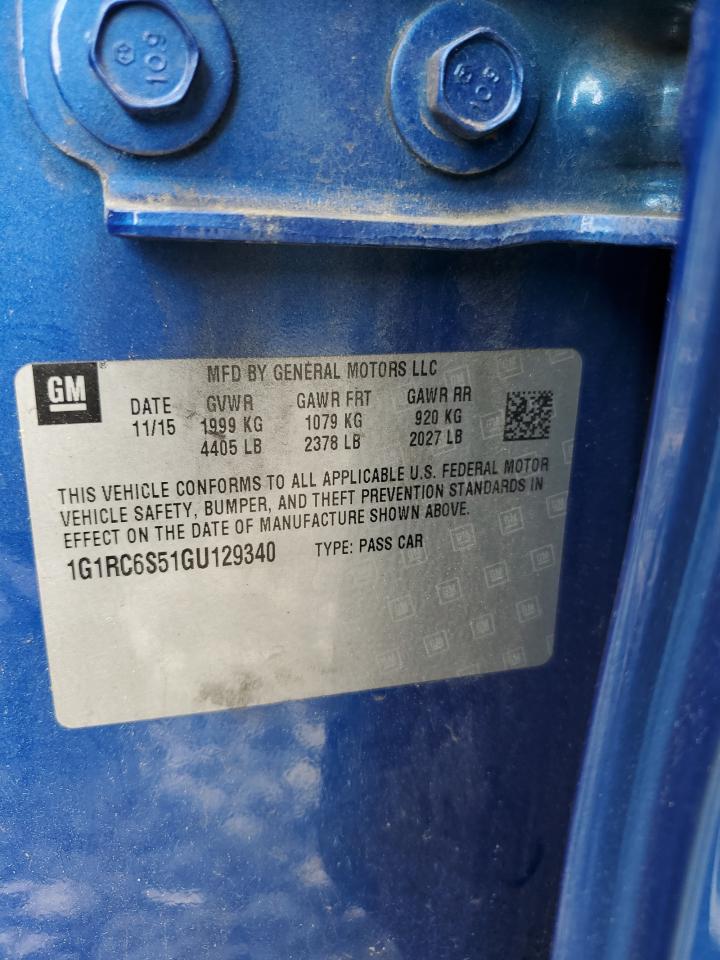 109
109
GM
MFD BY GENERAL MOTORS LLC
DATE GVWR GAWR FRT GAWR RR
11/15 1999 KG 1079 KG 920 KG
4405 LB 2378 LB 2027 LB
THIS VEHICLE CONFORMS TO ALL APPLICABLE U.S. FEDERAL MOTOR
VEHICLE SAFETY, BUMPER, AND THEFT PREVENTION STANDARDS IN
EFFECT ON THE DATE OF MANUFACTURE SHOWN ABOVE.
1G1RC6S51GU129340 TYPE: PASS CAR